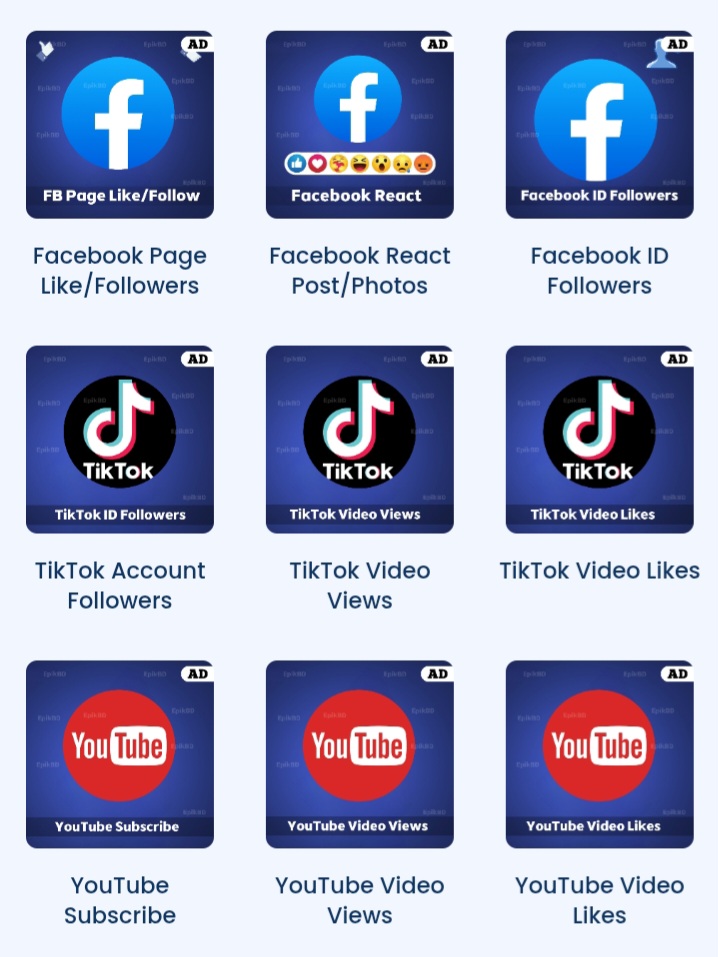 AD
FB Page Like/Follow
Facebook Page
Like/Followers
AD
Facebook React
Facebook React
Post/Photos
AD
Facebook ID Followers
Facebook ID
Followers
AD
TikTok
TikTok ID Followers
TikTok Account
Followers
AD
TikTok
TikTok Video Views
TikTok Video
Views
AD
TikTok
TikTok Video Likes
TikTok Video Likes
AD
YouTube
YouTube Subscribe
YouTube
Subscribe
AD
YouTube
YouTube Video Views
YouTube Video
Views
AD
YouTube
YouTube Video Likes
YouTube Video
Likes